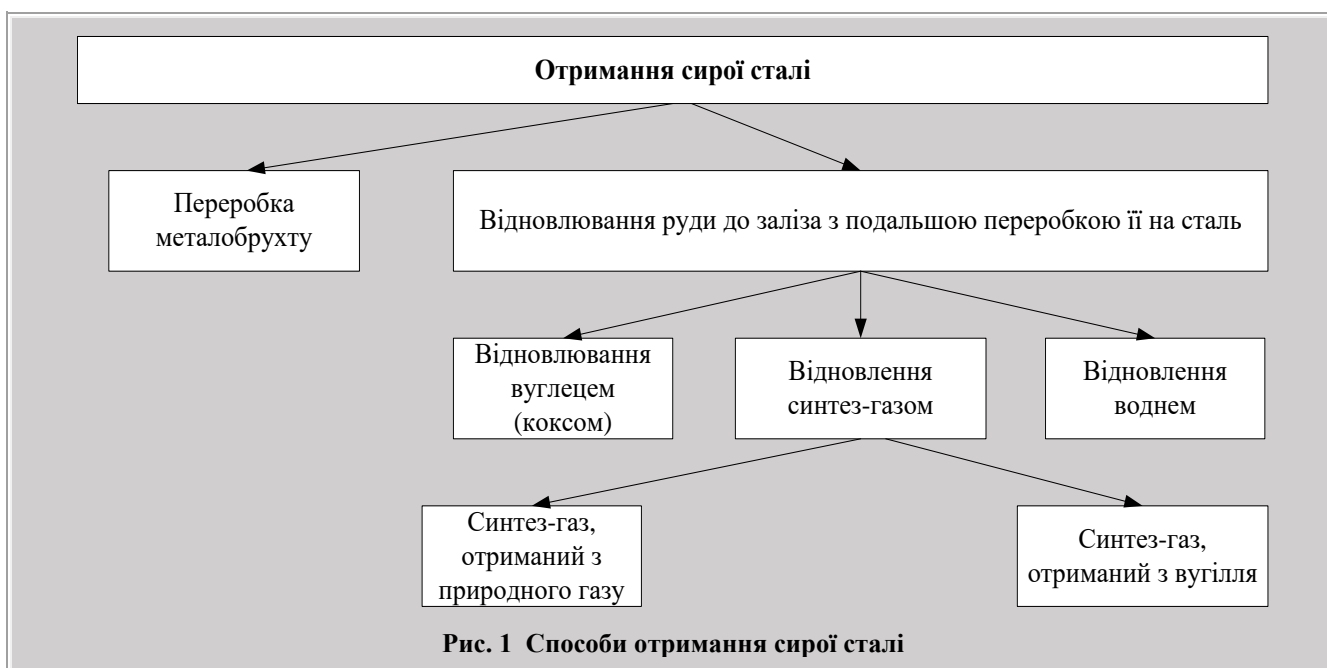 Отримання сирої сталі
Переробка
металобрухту
Відновлювання руди до заліза з подальшою переробкою її на сталь
Відновлювання
вуглецем
(коксом)
Відновлення
синтез-газом
Відновлення
воднем
Синтез-газ,
отриманий з
природного газу
Синтез-газ,
отриманий з вугілля
Рис. 1 Способи отримання сирої сталі